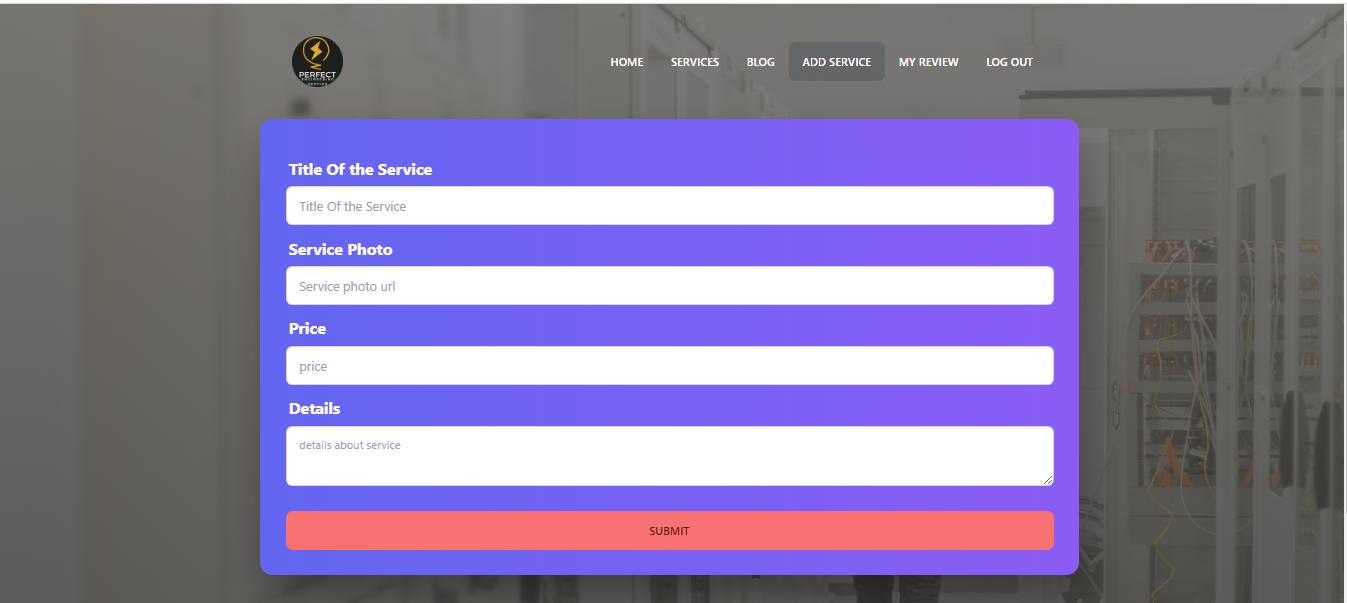 PERFECT
HOME
SERVICES
BLOG
ADD SERVICE
MY REVIEW
LOG OUT
Title Of the Service
Title Of the Service
Service Photo
Service photo url
Price
price
Details
details about service
SUBMIT